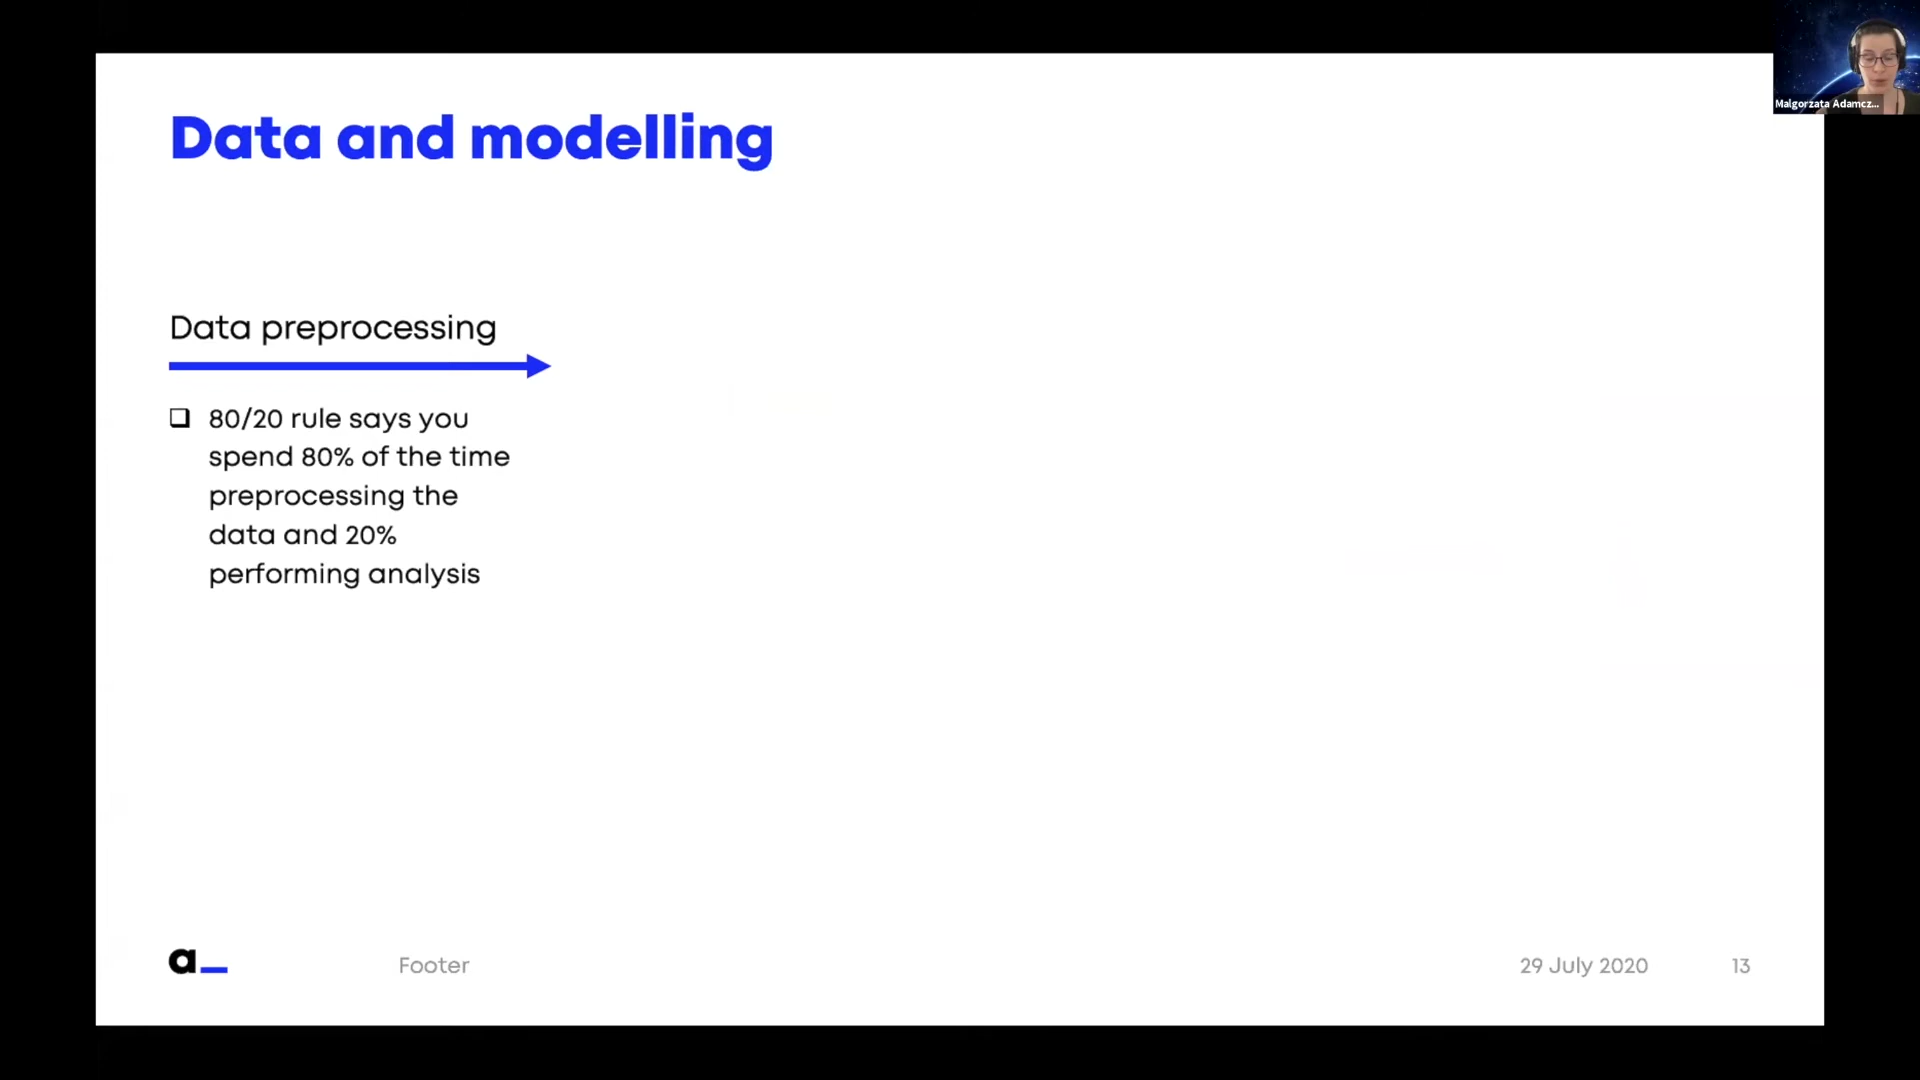 Malgorzata Adamcz...
Data and modelling
Data preprocessing
80/20 rule says you
spend 80% of the time
preprocessing the
data and 20%
performing analysis
a_
Footer
29 July 2020
13